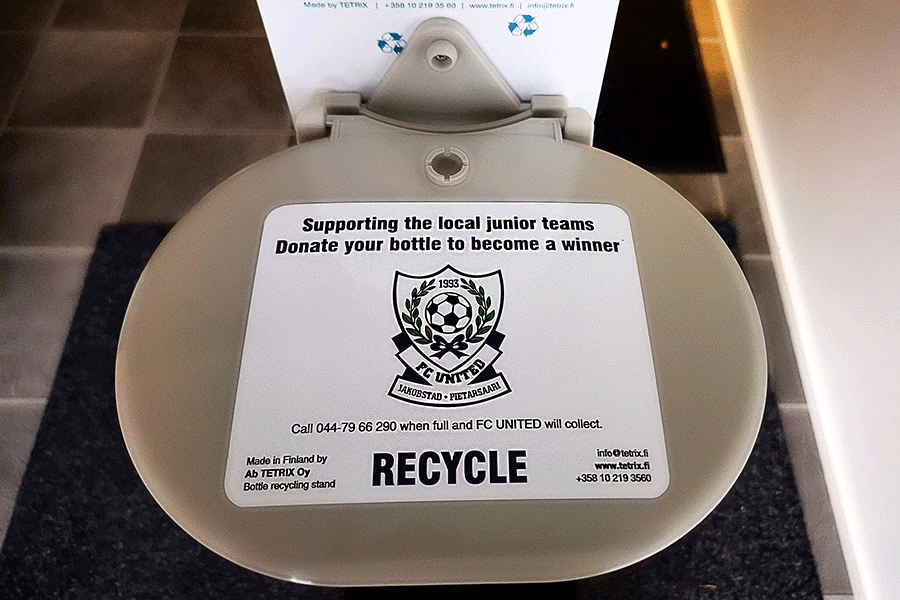 Made by TETRIX | +358 10 219 35 60 | www.tetrix.fi | info@tetrix.fi
Supporting the local junior teams
Donate your bottle to become a winner
1993
FC UNITED
JAKOBSTAD • PIETARSAARI
Call 044-79 66 290 when full and FC UNITED will collect.
Made in Finland by
Ab TETRIX Oy
Bottle recycling stand
RECYCLE
info@tetrix.fi
www.tetrix.fi
+358 10 219 3560